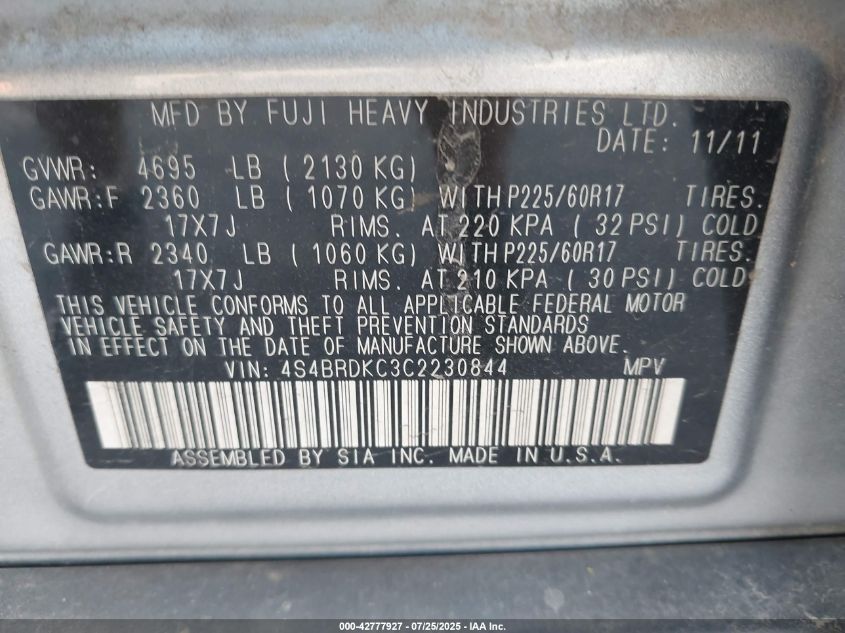 MFD BY FUJI HEAVY INDUSTRIES LTD.
DATE: 11/11
GVWR: 4695 LB ( 2130 KG)
GAWR:F 2360 LB ( 1070 KG) WITH P225/60R17 TIRES.
17X7J RIMS. AT 220 KPA ( 32 PSI) COLD
GAWR:R 2340 LB ( 1060 KG) WITH P225/60R17 TIRES.
17X7J RIMS. AT 210 KPA ( 30 PSI) COLD
THIS VEHICLE CONFORMS TO ALL APPLICABLE FEDERAL MOTOR
VEHICLE SAFETY AND THEFT PREVENTION STANDARDS
IN EFFECT ON THE DATE OF MANUFACTURE SHOWN ABOVE.
VIN: 4S4BRDKC3C2230844 MPV
ASSEMBLED BY SIA INC. MADE IN U.S.A.
000-42777927 - 07/25/2025 - IAA Inc.